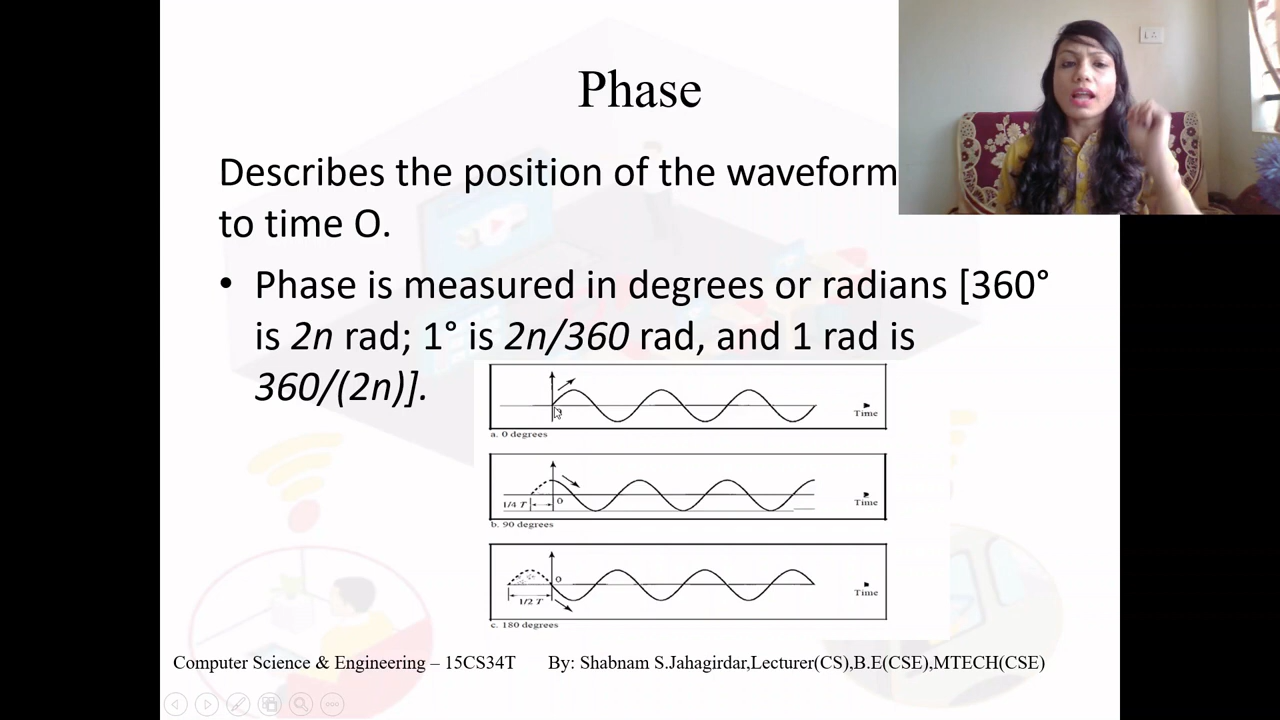 Phase
Describes the position of the waveform
to time O.
• Phase is measured in degrees or radians [360°
is 2n rad; 1° is 2n/360 rad, and 1 rad is
360/(2n)].
Time
a. 0 degrees
1/4 T
0
Time
b. 90 degrees
0
1/2 T
Time
c. 180 degrees
Computer Science & Engineering – 15CS34T By: Shabnam S.Jahagirdar,Lecturer(CS),B.E(CSE),MTECH(CSE)